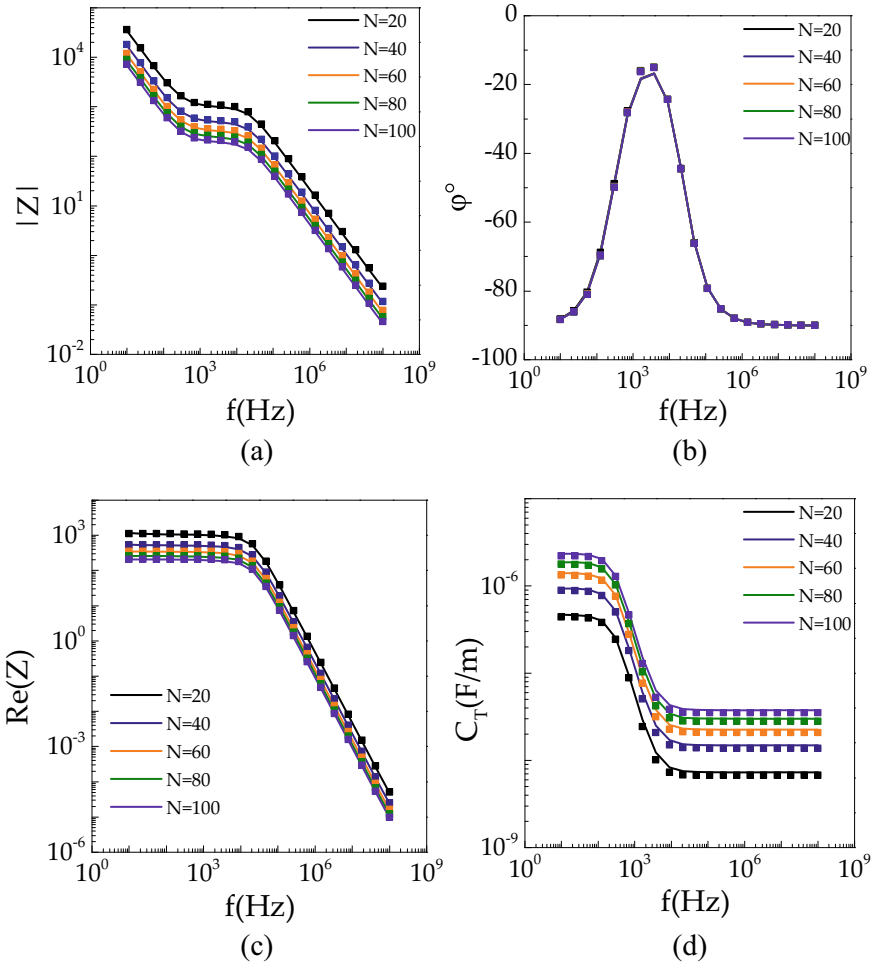 10^4
10^1
10^-2
|Z|
N=20
N=40
N=60
N=80
N=100
10^0 10^3 10^6 10^9
f(Hz)
(a)
0
-20
-40
-60
-80
-100
φ°
N=20
N=40
N=60
N=80
N=100
10^0 10^3 10^6 10^9
f(Hz)
(b)
10^3
10^0
10^-3
10^-6
Re(Z)
N=20
N=40
N=60
N=80
N=100
10^0 10^3 10^6 10^9
f(Hz)
(c)
10^-6
10^-9
C_T(F/m)
N=20
N=40
N=60
N=80
N=100
10^0 10^3 10^6 10^9
f(Hz)
(d)